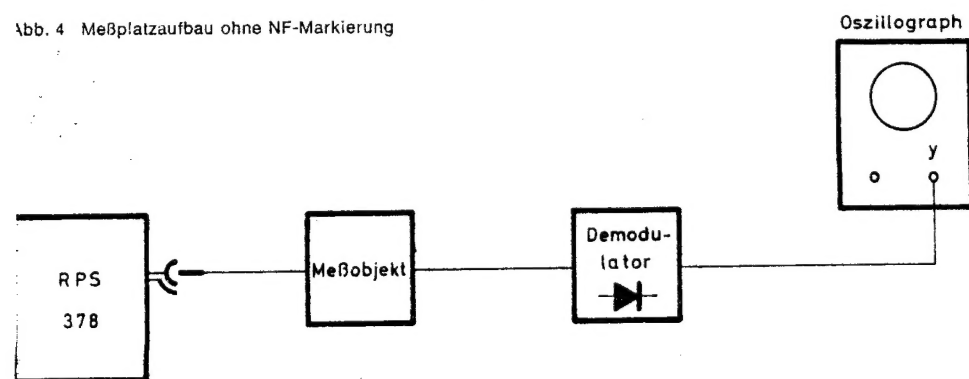 Abb. 4 Meßplatzaufbau ohne NF-Markierung
Oszillograph
y
RPS
378
Meßobjekt
Demodu-
lator